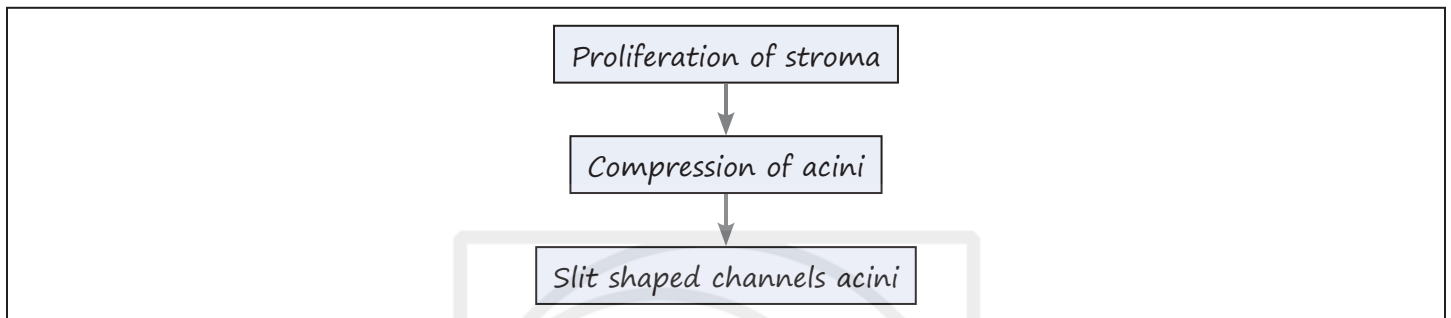 Proliferation of stroma
Compression of acini
Slit shaped channels acini